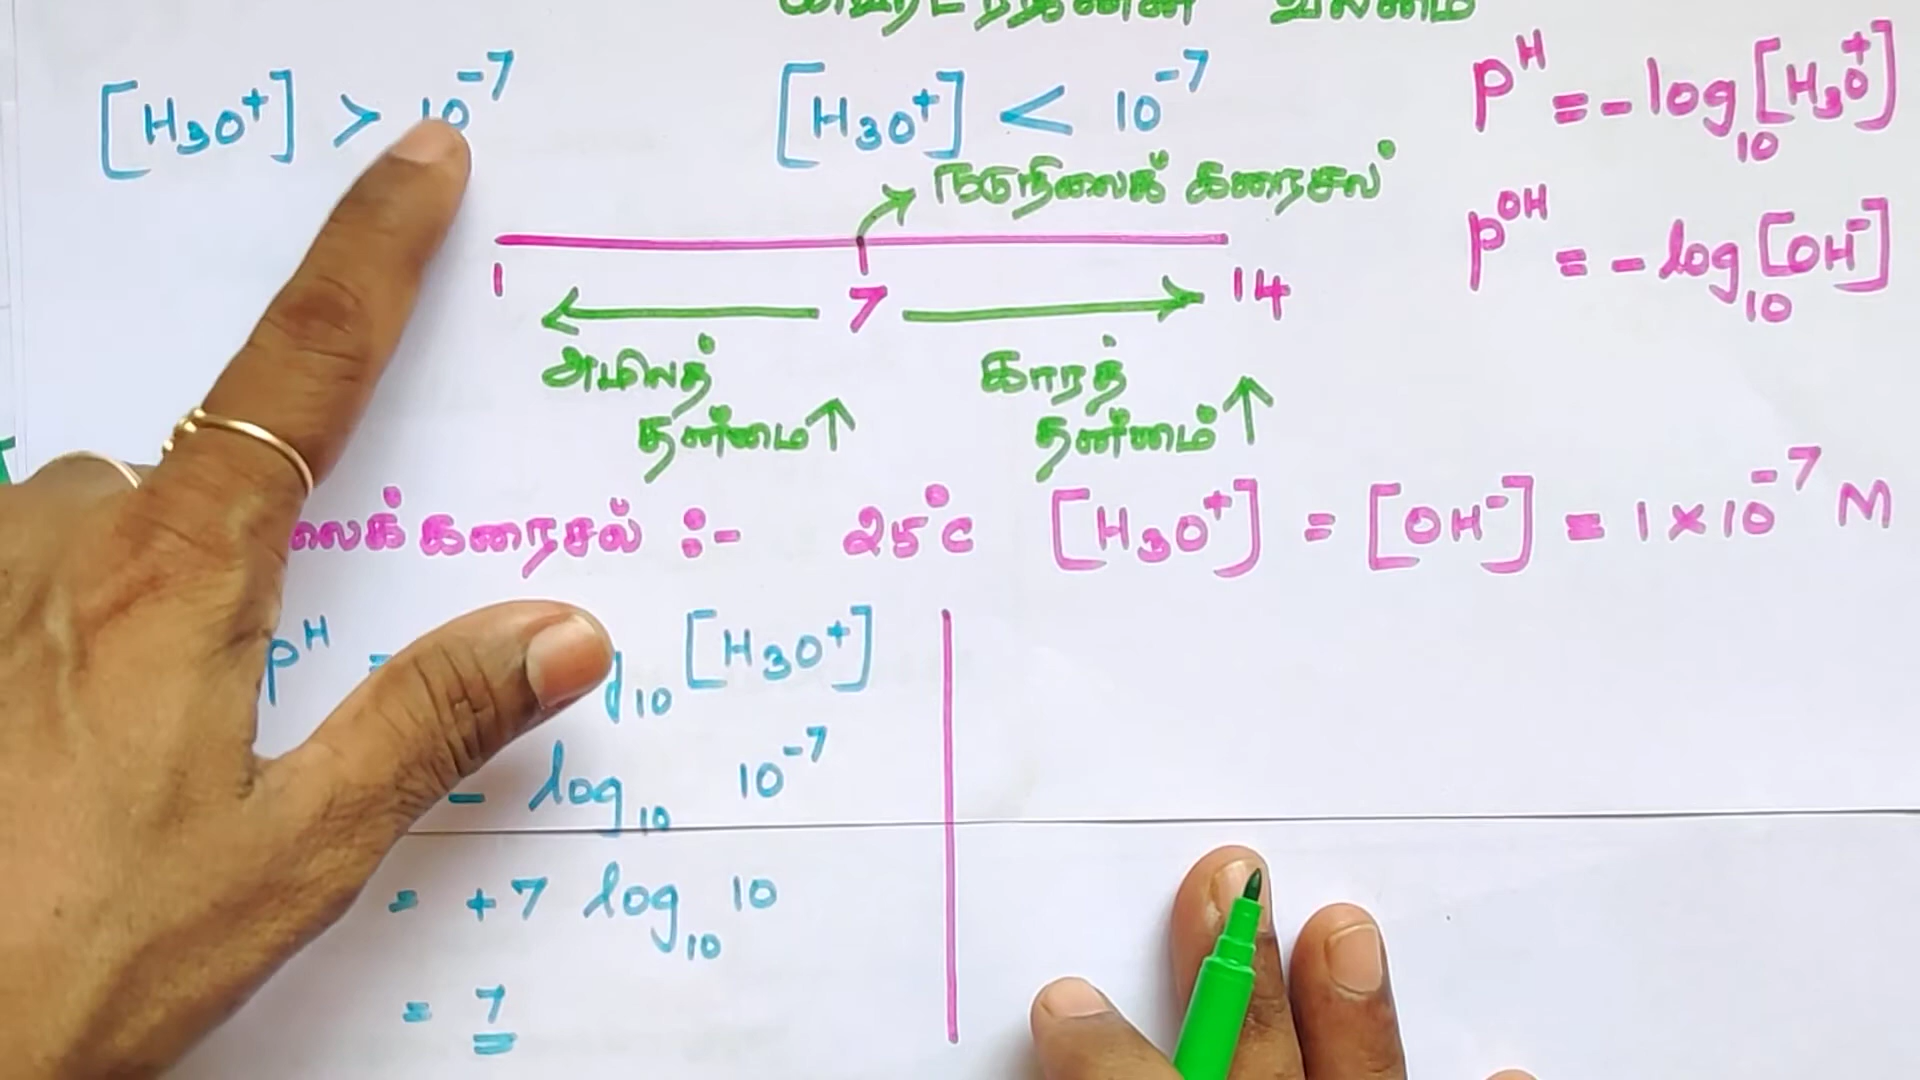 வலிமை
[H₃O⁺] > 10⁻⁷
[H₃O⁺] < 10⁻⁷
pᴴ = - log₁₀ [H₃O⁺]
pᴼᴴ = - log₁₀ [OH⁻]
நடுநிலைக் கரைசல்
1 7 14
அமிலத் தன்மை ↑
காரத் தன்மை ↑
லைக் கரைசல் :- 25°C [H₃O⁺] = [OH⁻] = 1 × 10⁻⁷ M
pᴴ = g₁₀ [H₃O⁺]
- log₁₀ 10⁻⁷
= +7 log₁₀ 10
= 7